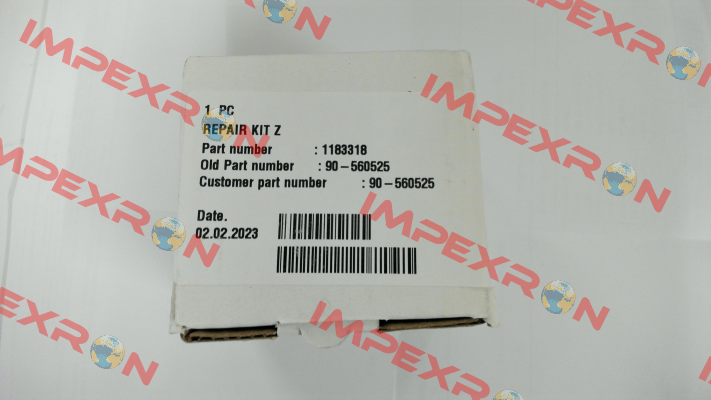 1 PC
REPAIR KIT Z
Part number : 1183318
Old Part number : 90-560525
Customer part number : 90-560525
Date.
02.02.2023
IMPEXRON
IMPEXRON
IMPEXRON
IMPEXRON
IMPEXRON
IMPEXRON